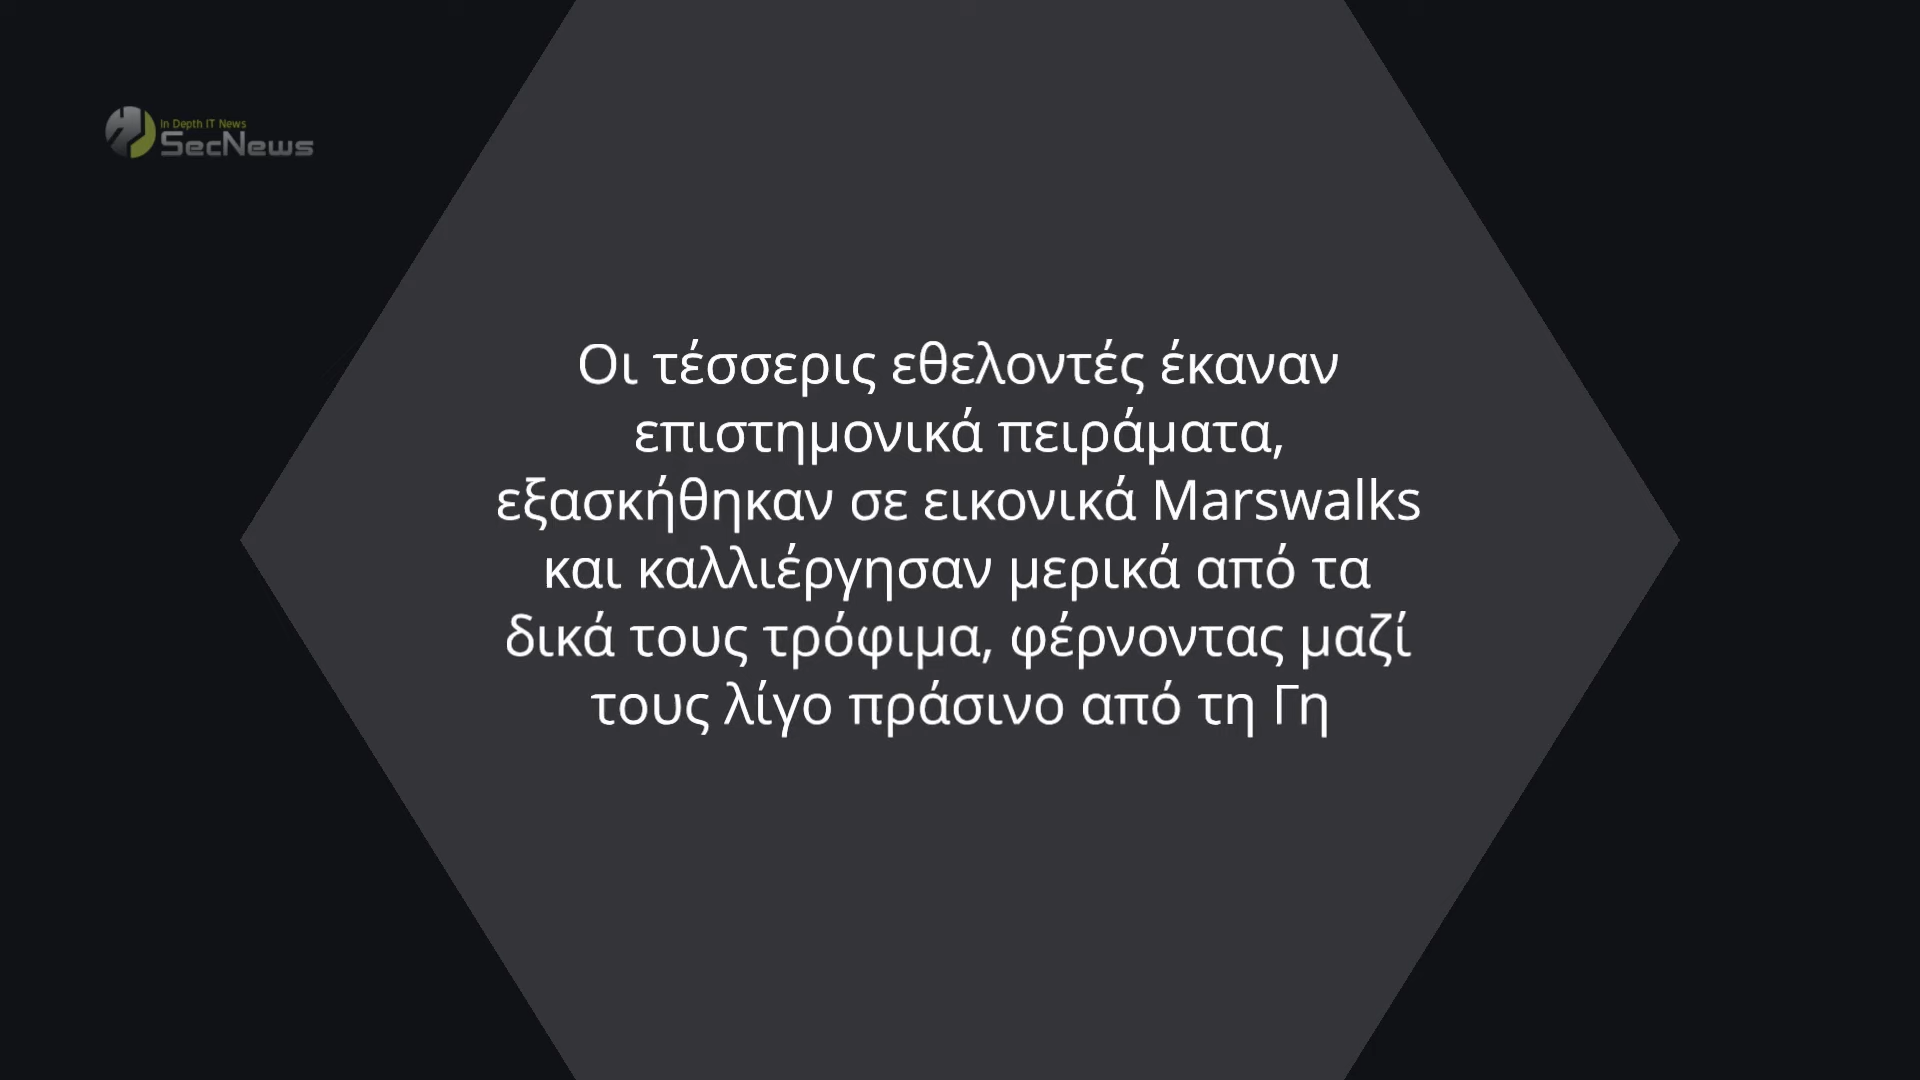 In Depth IT News
SecNews
Οι τέσσερις εθελοντές έκαναν
επιστημονικά πειράματα,
εξασκήθηκαν σε εικονικά Marswalks
και καλλιέργησαν μερικά από τα
δικά τους τρόφιμα, φέρνοντας μαζί
τους λίγο πράσινο από τη Γη